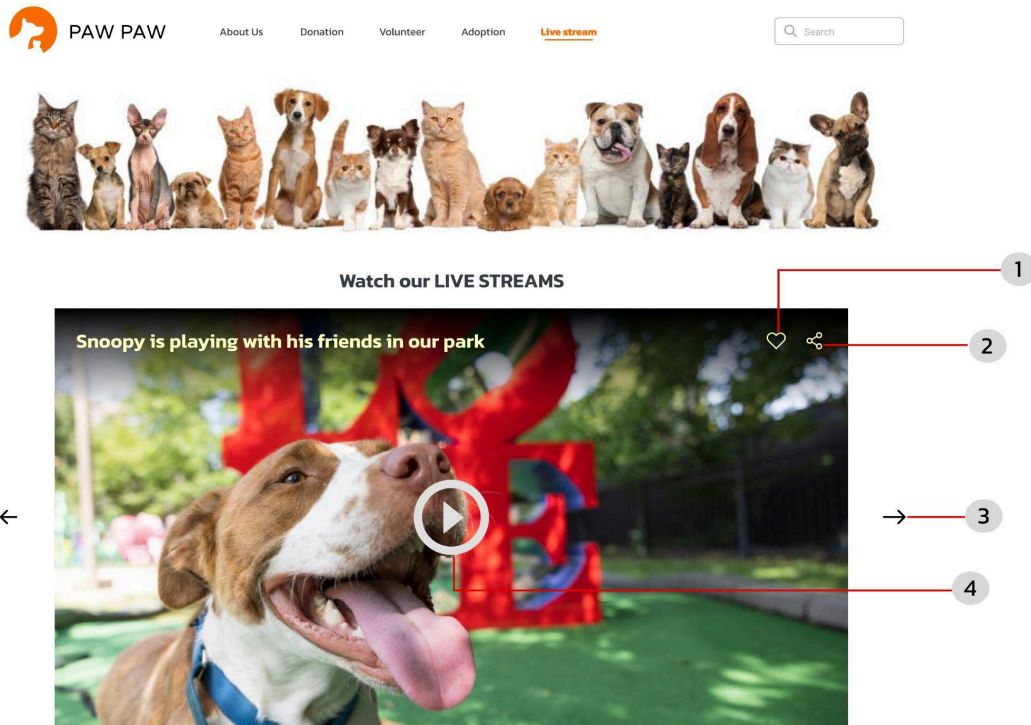 PAW PAW
About Us
Donation
Volunteer
Adoption
Live stream
Search
Watch our LIVE STREAMS
1
Snoopy is playing with his friends in our park
2
3
4